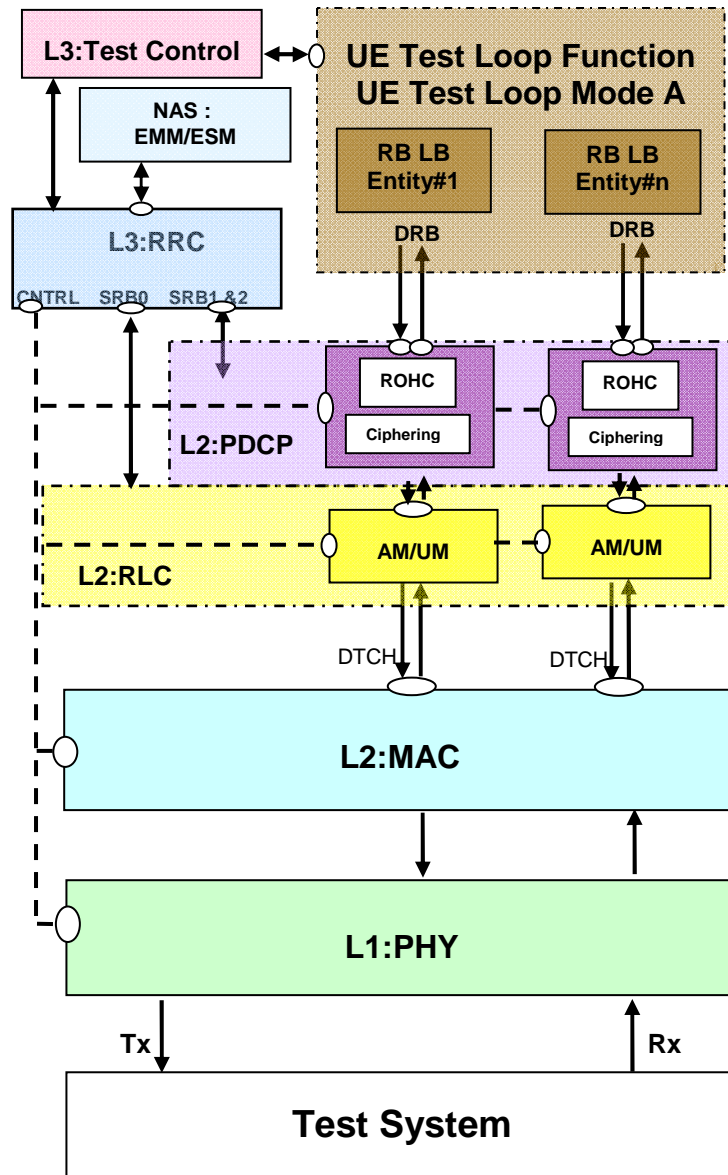 L3:Test Control
UE Test Loop Function
UE Test Loop Mode A
NAS :
EMM/ESM
RB LB
Entity#1
RB LB
Entity#n
DRB
DRB
L3:RRC
CNTRL
SRB0
SRB1 &2
ROHC
ROHC
Ciphering
Ciphering
L2:PDCP
AM/UM
AM/UM
L2:RLC
DTCH
DTCH
L2:MAC
L1:PHY
Tx
Rx
Test System